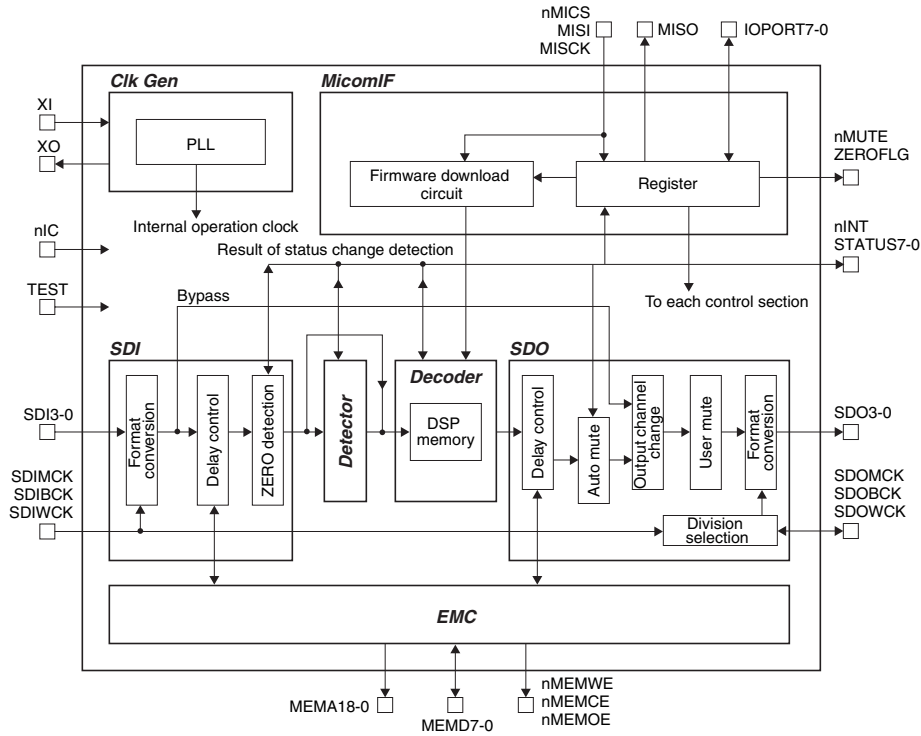 nMICS
MISI
MISCK
MISO
IOPORT7-0
Clk Gen
MicomIF
XI
XO
PLL
Firmware download
circuit
Register
nMUTE
ZEROFLG
Internal operation clock
nIC
Result of status change detection
nINT
STATUS7-0
TEST
Bypass
To each control section
SDI
Detector
Decoder
SDO
SDI3-0
Format
conversion
Delay control
ZERO detection
DSP
memory
Delay control
Auto mute
Output channel
change
User mute
Format
conversion
SDO3-0
SDIMCK
SDIBCK
SDIWCK
Division
selection
SDOMCK
SDOBCK
SDOWCK
EMC
MEMA18-0
MEMD7-0
nMEMWE
nMEMCE
nMEMOE